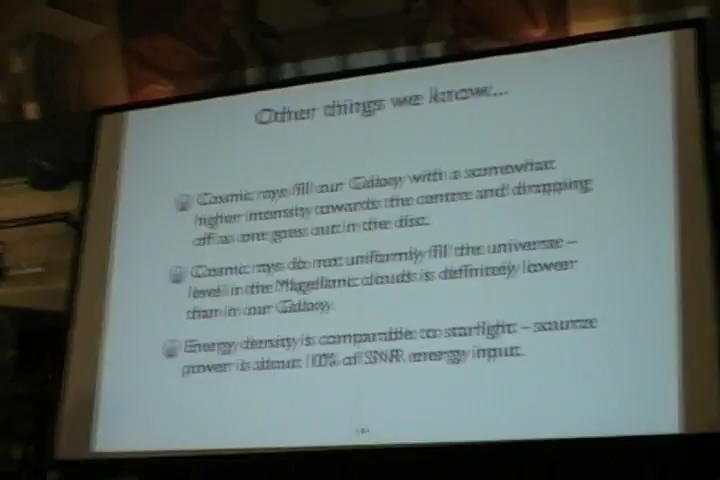 Other things we know...
Cosmic rays fill our Galaxy with a somewhat
higher intensity towards the centre and dropping
off as one goes out in the disc.
Cosmic rays do not uniformly fill the universe –
level in the Magellanic clouds is definitely lower
than in our Galaxy.
Energy density is comparable to starlight – source
power is about 10% of SNR energy input.